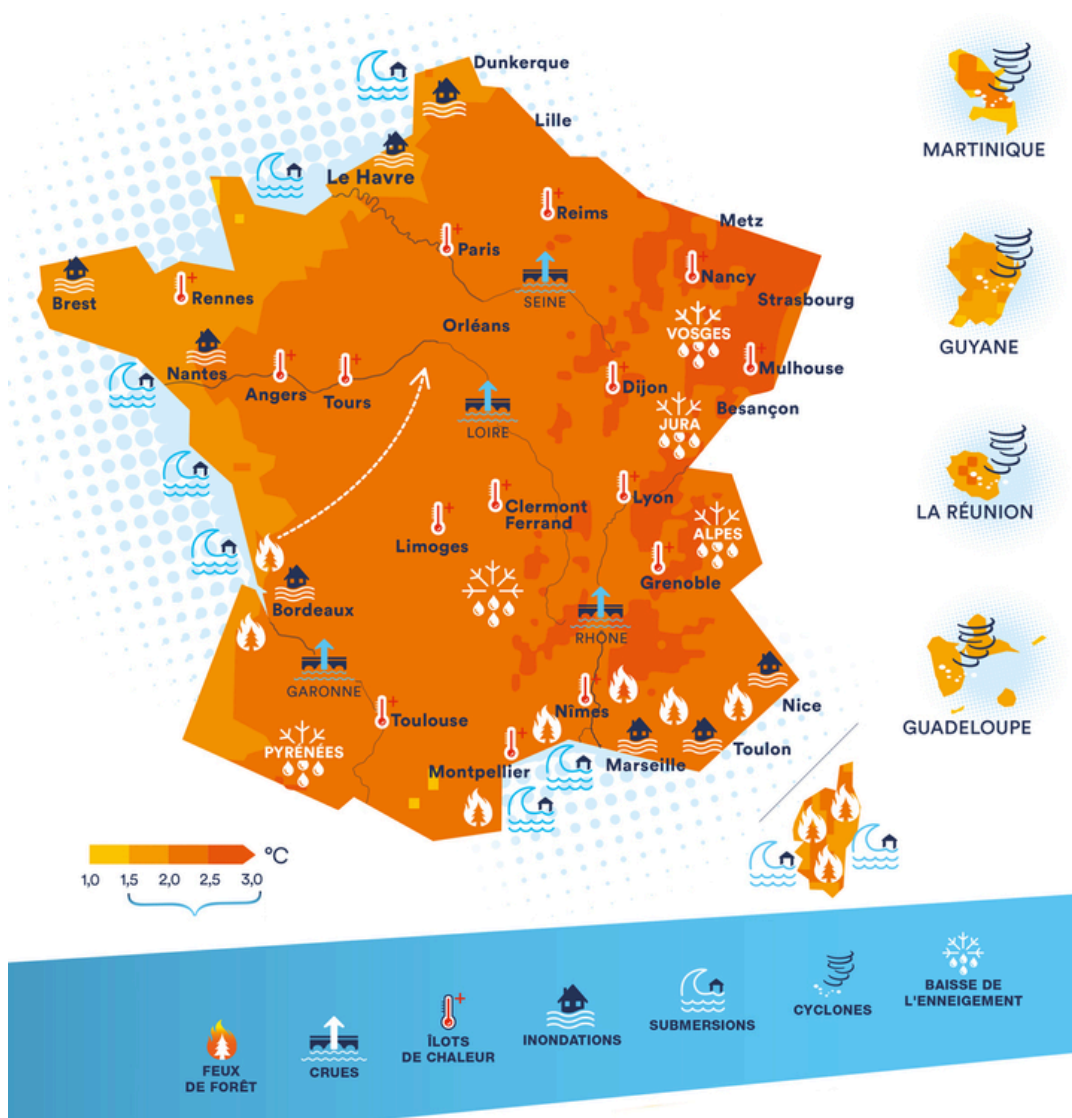 Dunkerque
Lille
Le Havre
Reims
Metz
Paris
Nancy
SEINE
Brest
Rennes
Strasbourg
Orléans
VOSGES
Nantes
Angers
Tours
Dijon
Mulhouse
Besançon
LOIRE
JURA
Lyon
Clermont
Ferrand
ALPES
Limoges
Grenoble
Bordeaux
RHÔNE
GARONNE
Nîmes
Nice
Toulouse
Toulon
PYRÉNÉES
Montpellier
Marseille
MARTINIQUE
GUYANE
LA RÉUNION
GUADELOUPE
°C
1,0 1,5 2,0 2,5 3,0
FEUX
DE FORÊT
CRUES
ÎLOTS
DE CHALEUR
INONDATIONS
SUBMERSIONS
CYCLONES
BAISSE DE
L'ENNEIGEMENT